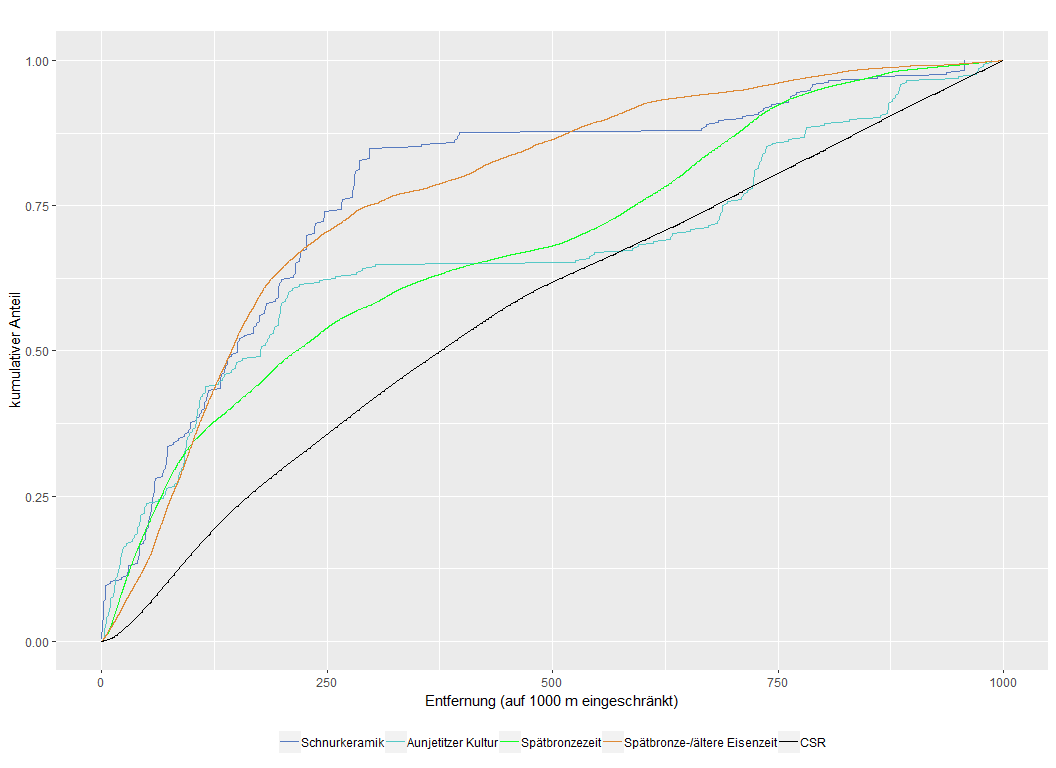 kumulativer Anteil
1.00
0.75
0.50
0.25
0.00
0 250 500 750 1000
Entfernung (auf 1000 m eingeschränkt)
Schnurkeramik Aunjetitzer Kultur Spätbronzezeit Spätbronze-/ältere Eisenzeit CSR